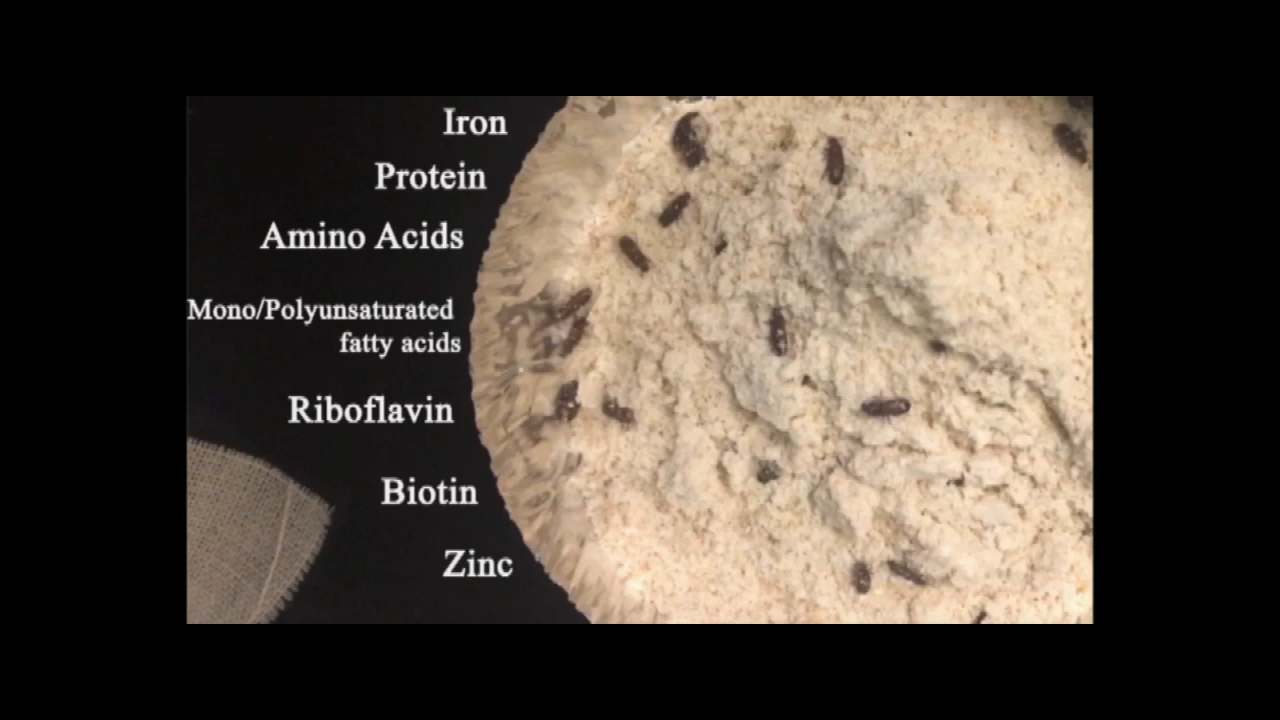 Iron
Protein
Amino Acids
Mono/Polyunsaturated
fatty acids
Riboflavin
Biotin
Zinc